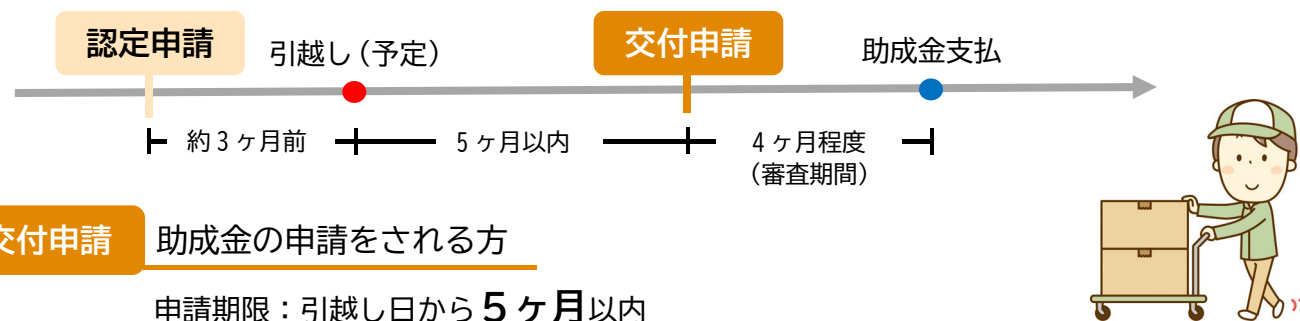 認定申請
引越し(予定)
交付申請
助成金支払
約3ヶ月前
5ヶ月以内
4ヶ月程度
(審査期間)
交付申請
助成金の申請をされる方
申請期限：引越し日から5ヶ月以内